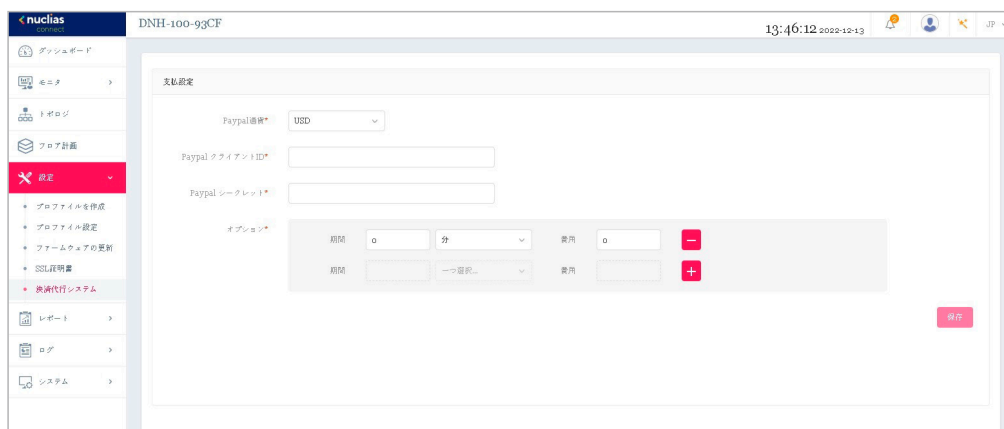 nuclias
connect
DNH-100-93CF
13:46:12 2022-12-13
JP
ダッシュボード
モニタ
トポロジ
フロア計画
設定
プロファイルを作成
プロファイル設定
ファームウェアの更新
SSL証明書
決済代行システム
レポート
ログ
システム
支払設定
Paypal通貨*
USD
Paypal クライアントID*
Paypal シークレット*
オプション*
期間 0 分 費用 0
期間 一つ選択... 費用
保存